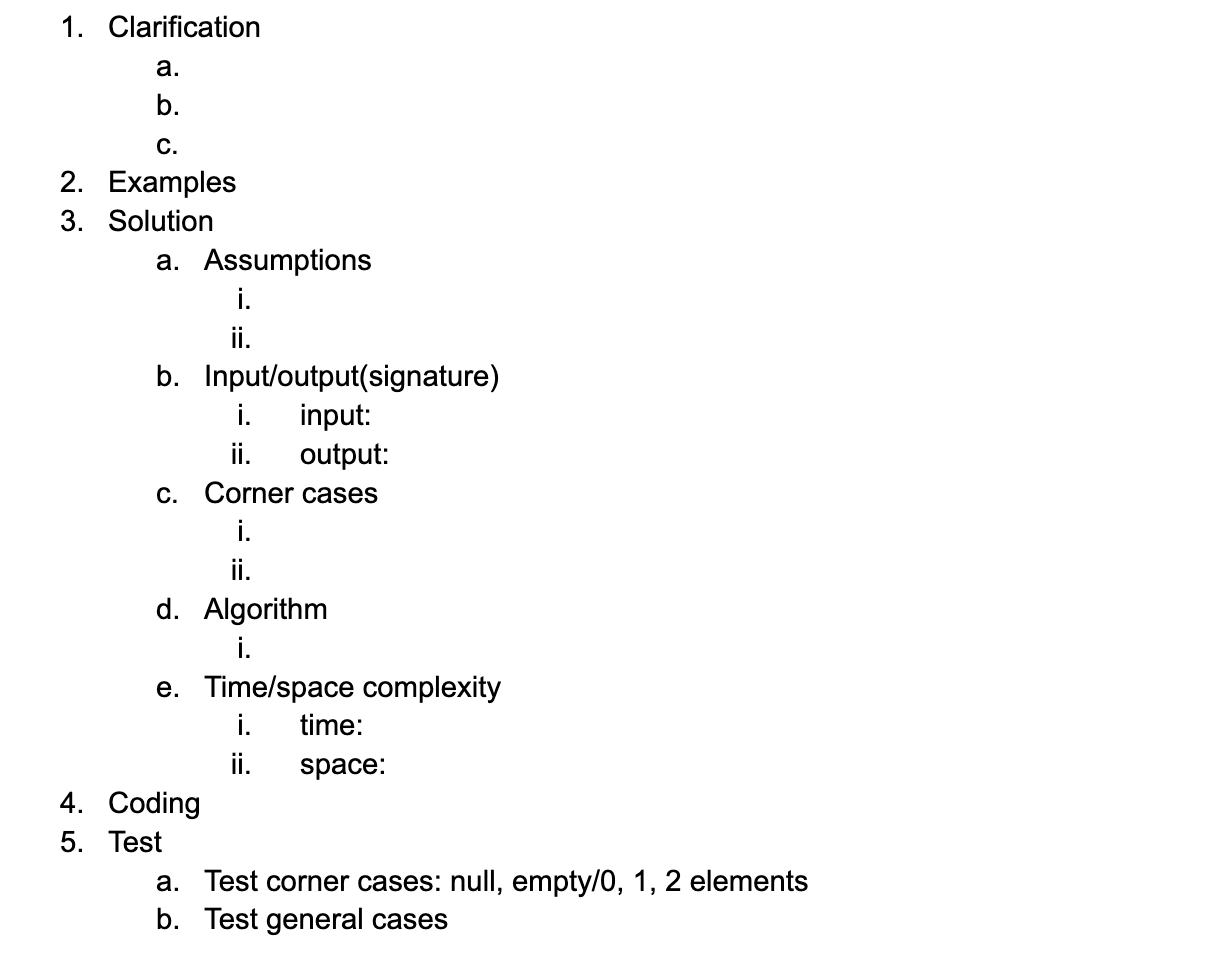 1. Clarification
a.
b.
c.
2. Examples
3. Solution
a. Assumptions
i.
ii.
b. Input/output(signature)
i. input:
ii. output:
c. Corner cases
i.
ii.
d. Algorithm
i.
e. Time/space complexity
i. time:
ii. space:
4. Coding
5. Test
a. Test corner cases: null, empty/0, 1, 2 elements
b. Test general cases